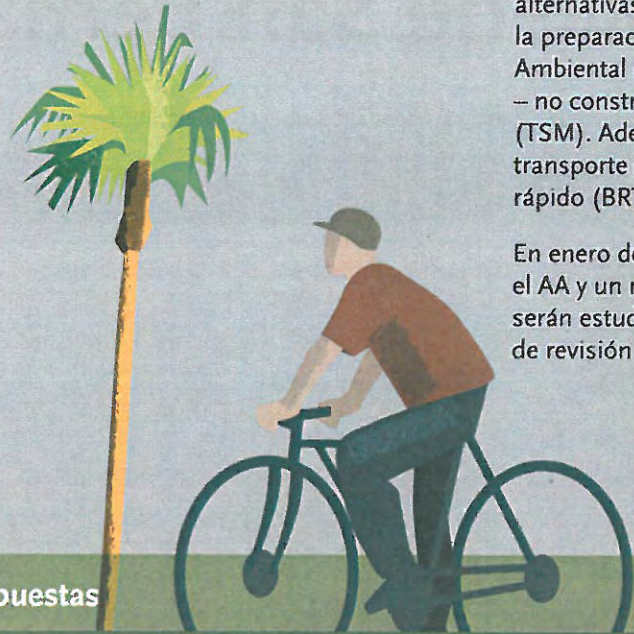 alternativas
la preparac
Ambiental
– no constr
(TSM). Ade
transporte
rápido (BR
En enero de
el AA y un
serán estud
de revisión
puestas